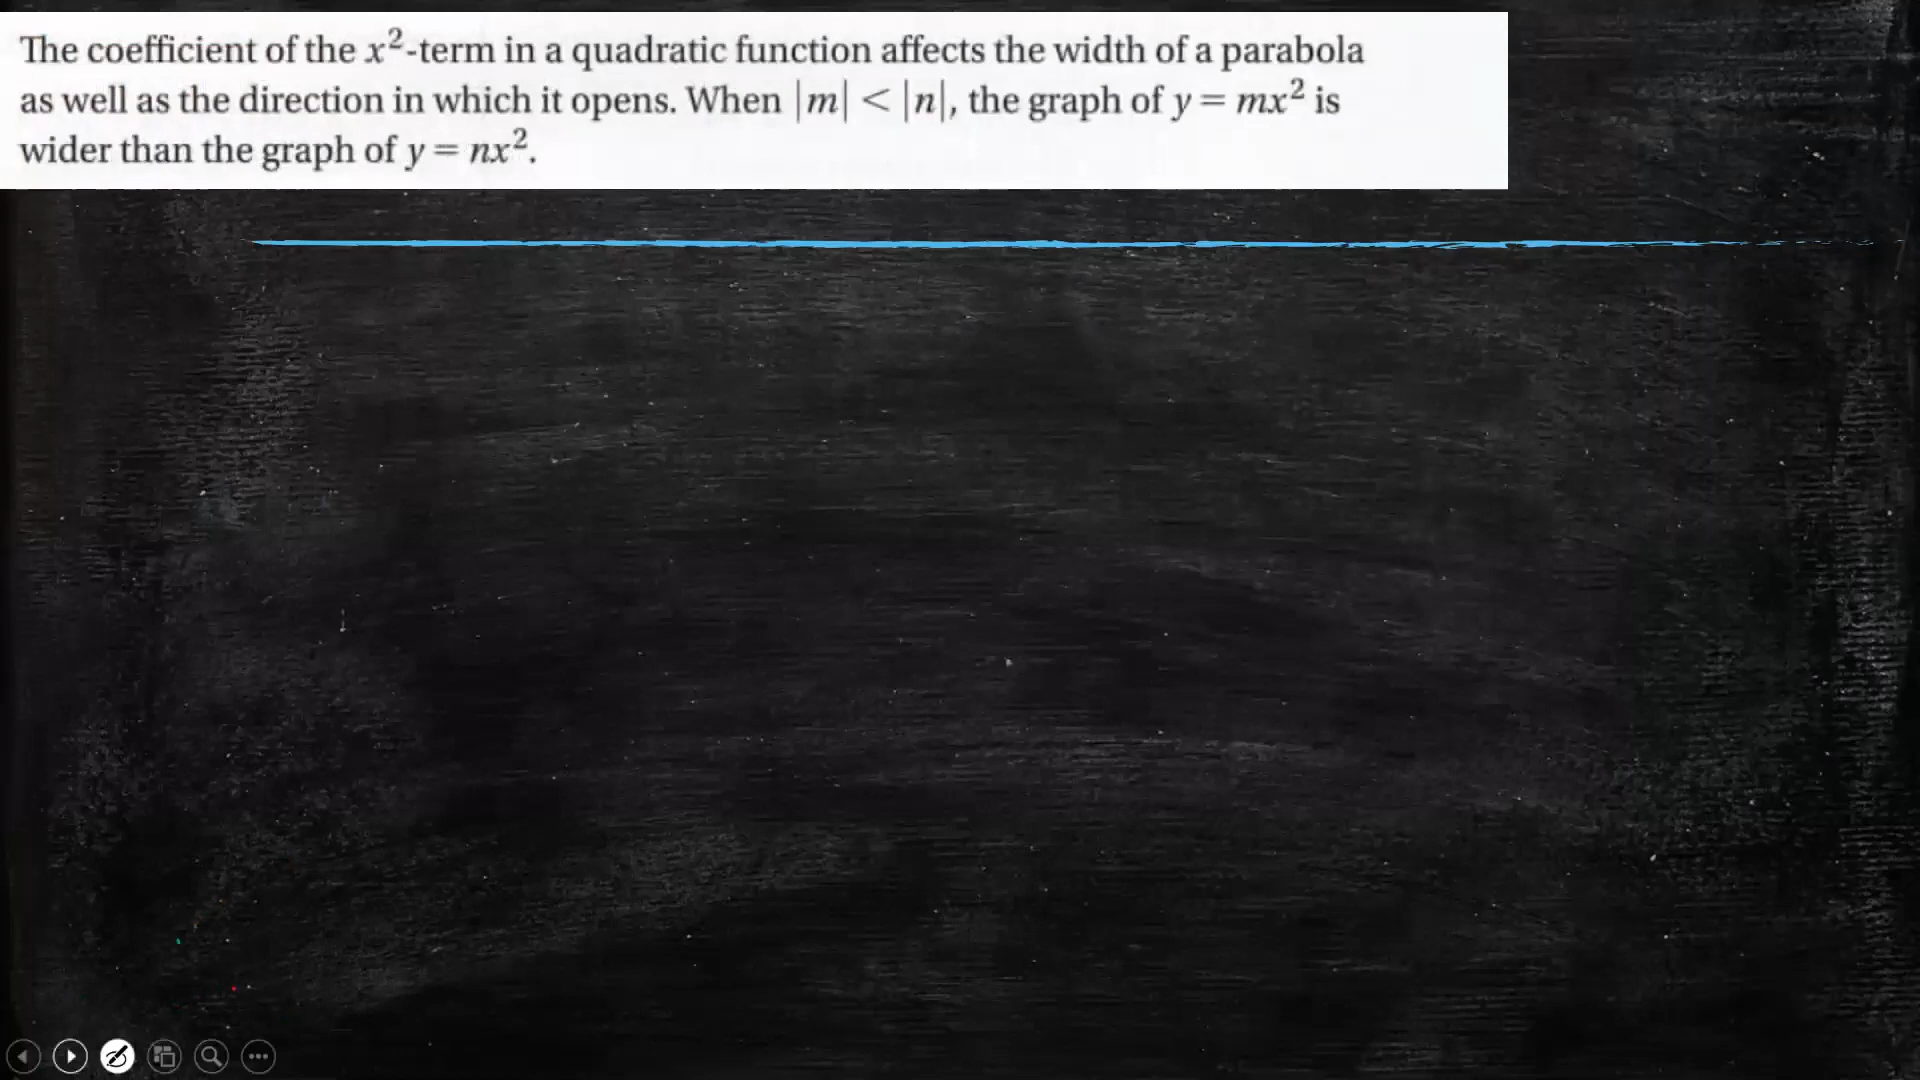 The coefficient of the x²-term in a quadratic function affects the width of a parabola
as well as the direction in which it opens. When |m| < |n|, the graph of y = mx² is
wider than the graph of y = nx².